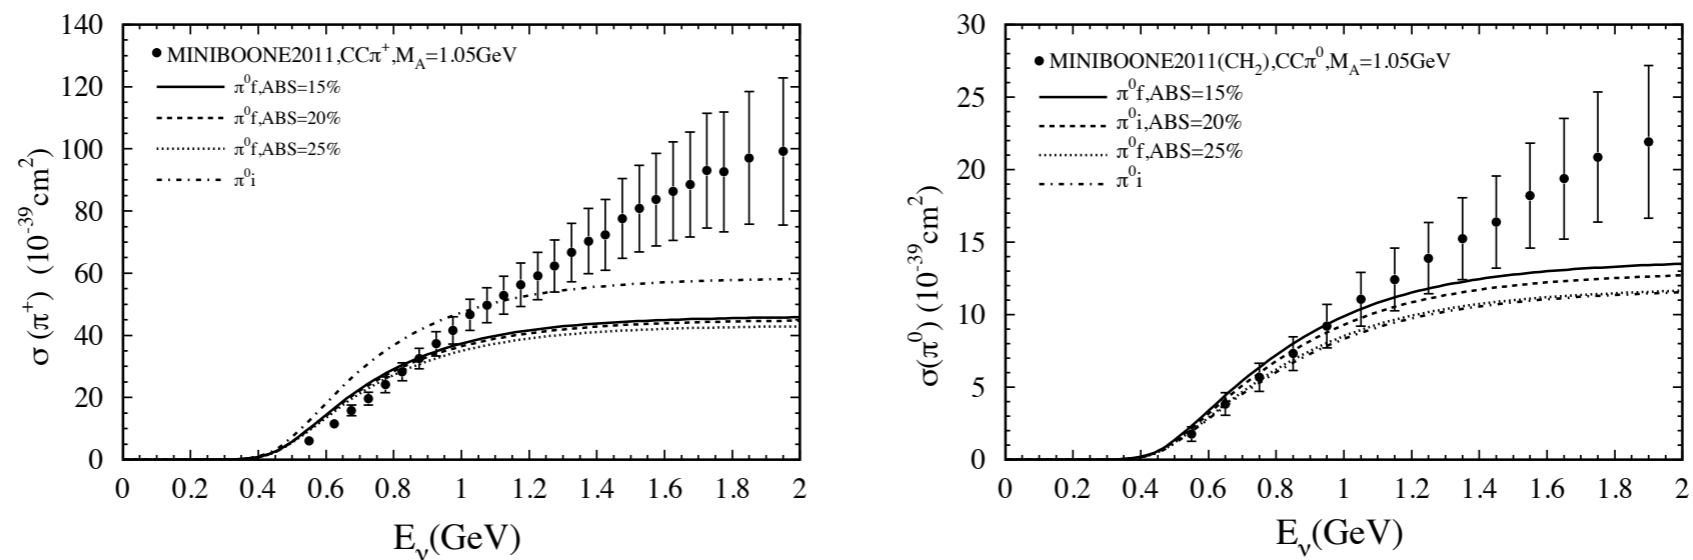 140
120
100
80
60
40
20
0
σ(π⁺) (10⁻³⁹cm²)
MINIBOONE2011,CCπ⁺,M_A=1.05GeV
π⁰f,ABS=15%
π⁰f,ABS=20%
π⁰f,ABS=25%
π⁰i
0 0.2 0.4 0.6 0.8 1 1.2 1.4 1.6 1.8 2
E_ν(GeV)
30
25
20
15
10
5
0
σ(π⁰) (10⁻³⁹cm²)
MINIBOONE2011(CH₂),CCπ⁰,M_A=1.05GeV
π⁰f,ABS=15%
π⁰i,ABS=20%
π⁰f,ABS=25%
π⁰i
0 0.2 0.4 0.6 0.8 1 1.2 1.4 1.6 1.8 2
E_ν(GeV)